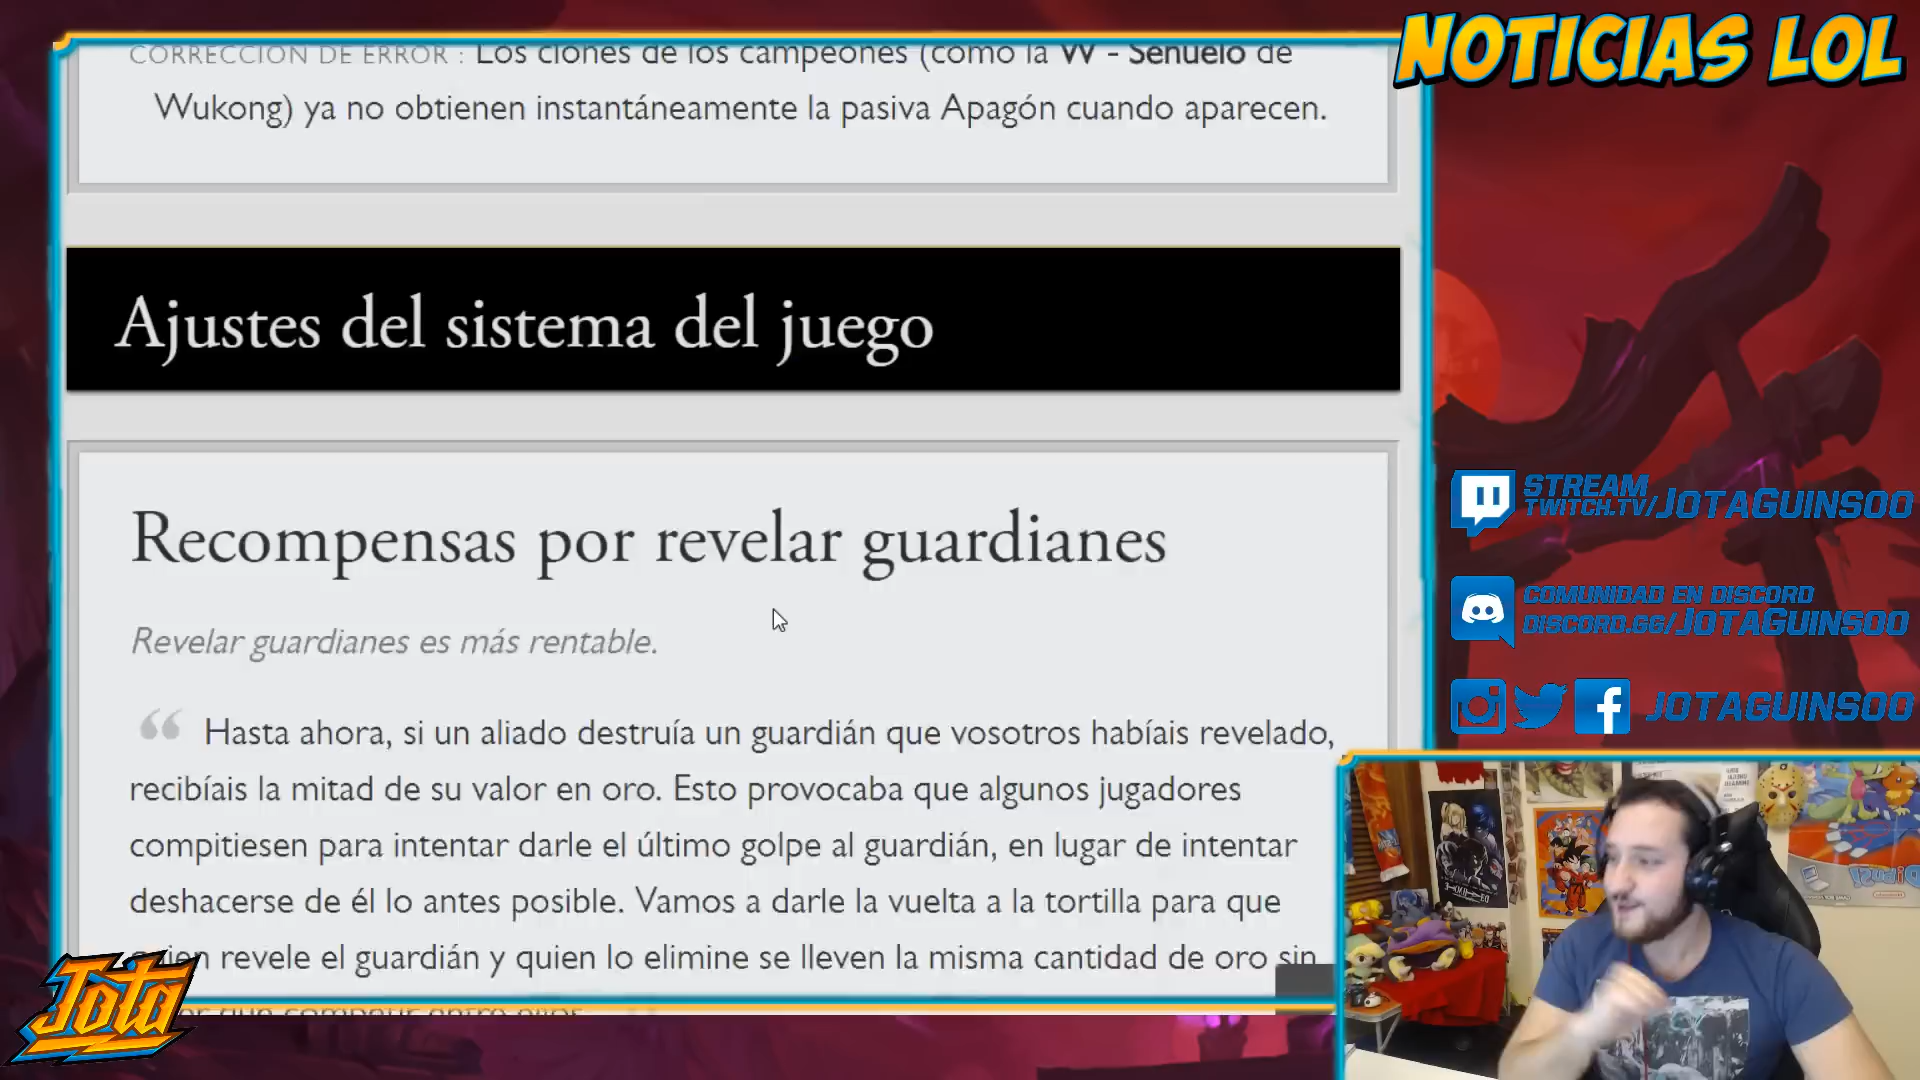 NOTICIAS LOL
CORRECCIÓN DE ERROR : Los clones de los campeones (como la W - Señuelo de
Wukong) ya no obtienen instantáneamente la pasiva Apagón cuando aparecen.
Ajustes del sistema del juego
Recompensas por revelar guardianes
Revelar guardianes es más rentable.
“ Hasta ahora, si un aliado destruía un guardián que vosotros habíais revelado,
recibíais la mitad de su valor en oro. Esto provocaba que algunos jugadores
compitiesen para intentar darle el último golpe al guardián, en lugar de intentar
deshacerse de él lo antes posible. Vamos a darle la vuelta a la tortilla para que
quien revele el guardián y quien lo elimine se lleven la misma cantidad de oro sin
que competir entre ellos.
STREAM
TWITCH.TV/JOTAGUINSOO
COMUNIDAD EN DISCORD
DISCORD.GG/JOTAGUINSOO
JOTAGUINSOO
Jota